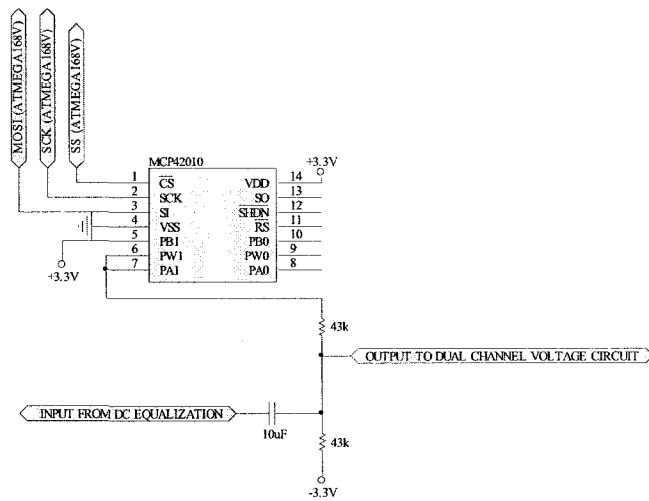 MOSI (ATMEGA168V)
SCK (ATMEGA168V)
SS (ATMEGA168V)
MCP42010
+3.3V
1 CS VDD 14
2 SCK SO 13
3 SI SHDN 12
4 VSS RS 11
5 PB1 PB0 10
6 PW1 PW0 9
7 PA1 PA0 8
+3.3V
43k
OUTPUT TO DUAL CHANNEL VOLTAGE CIRCUIT
INPUT FROM DC EQUALIZATION
10uF
43k
-3.3V